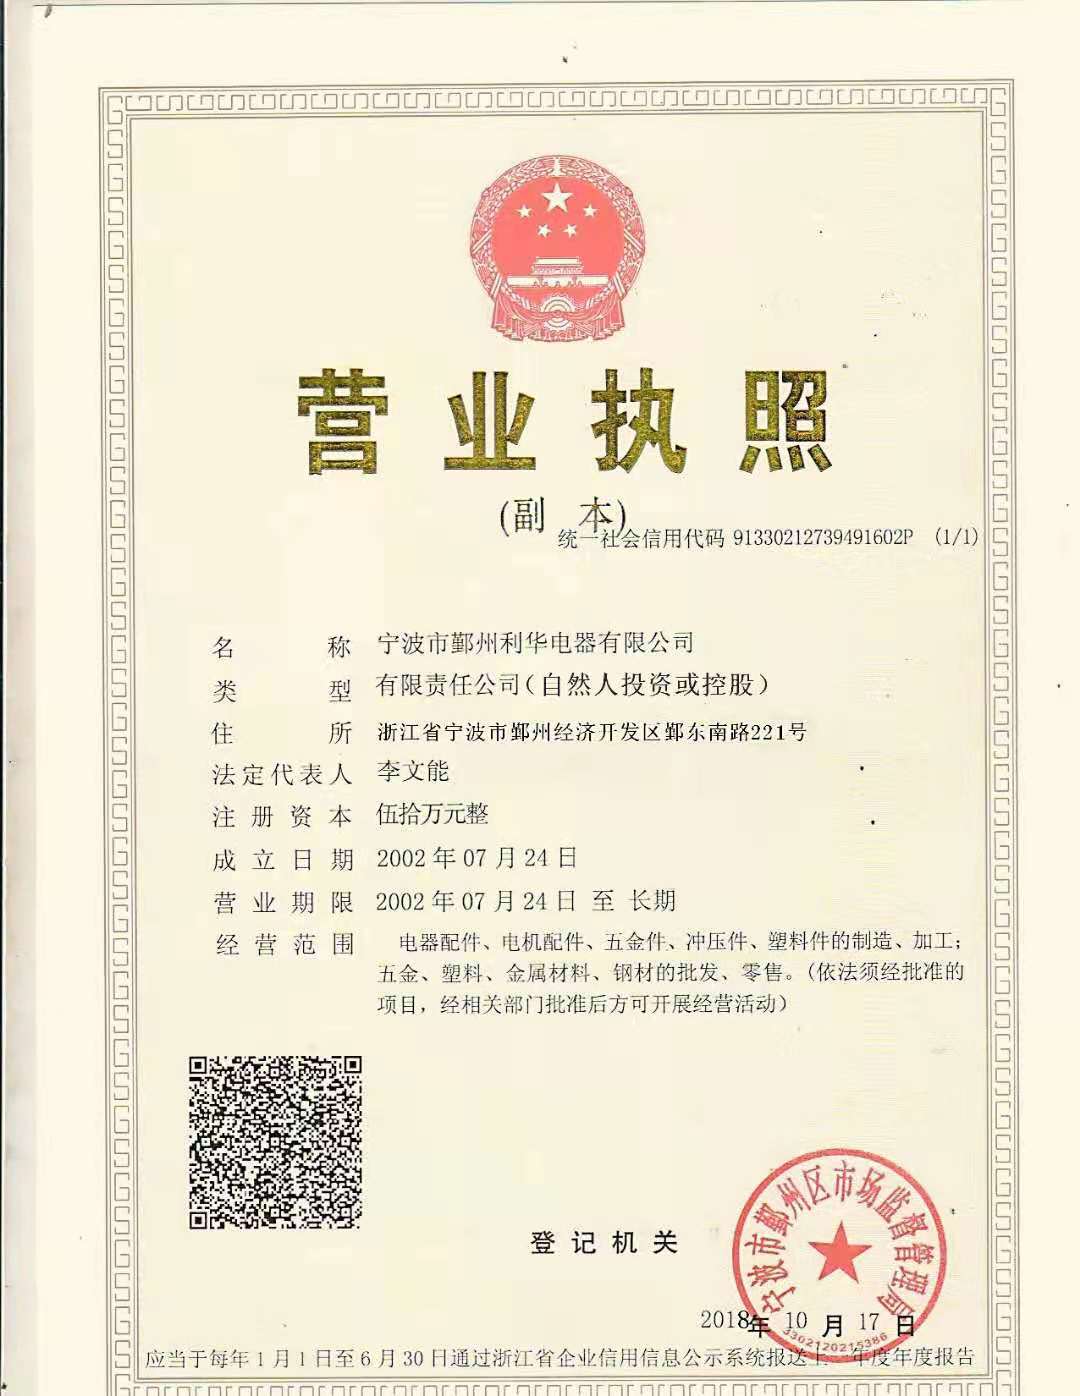 营业执照
(副 本)
统一社会信用代码 91330212739491602P (1/1)
名称 宁波市鄞州利华电器有限公司
类型 有限责任公司(自然人投资或控股)
住所 浙江省宁波市鄞州经济开发区鄞东南路221号
法定代表人 李文能
注册资本 伍拾万元整
成立日期 2002年07月24日
营业期限 2002年07月24日 至 长期
经营范围 电器配件、电机配件、五金件、冲压件、塑料件的制造、加工;
五金、塑料、金属材料、钢材的批发、零售。(依法须经批准的
项目,经相关部门批准后方可开展经营活动)
宁波市鄞州区市场监督管理局
登记机关
2018年 10 月 17 日
3302120215386
应当于每年1月1日至6月30日通过浙江省企业信用信息公示系统报送上一年度年度报告